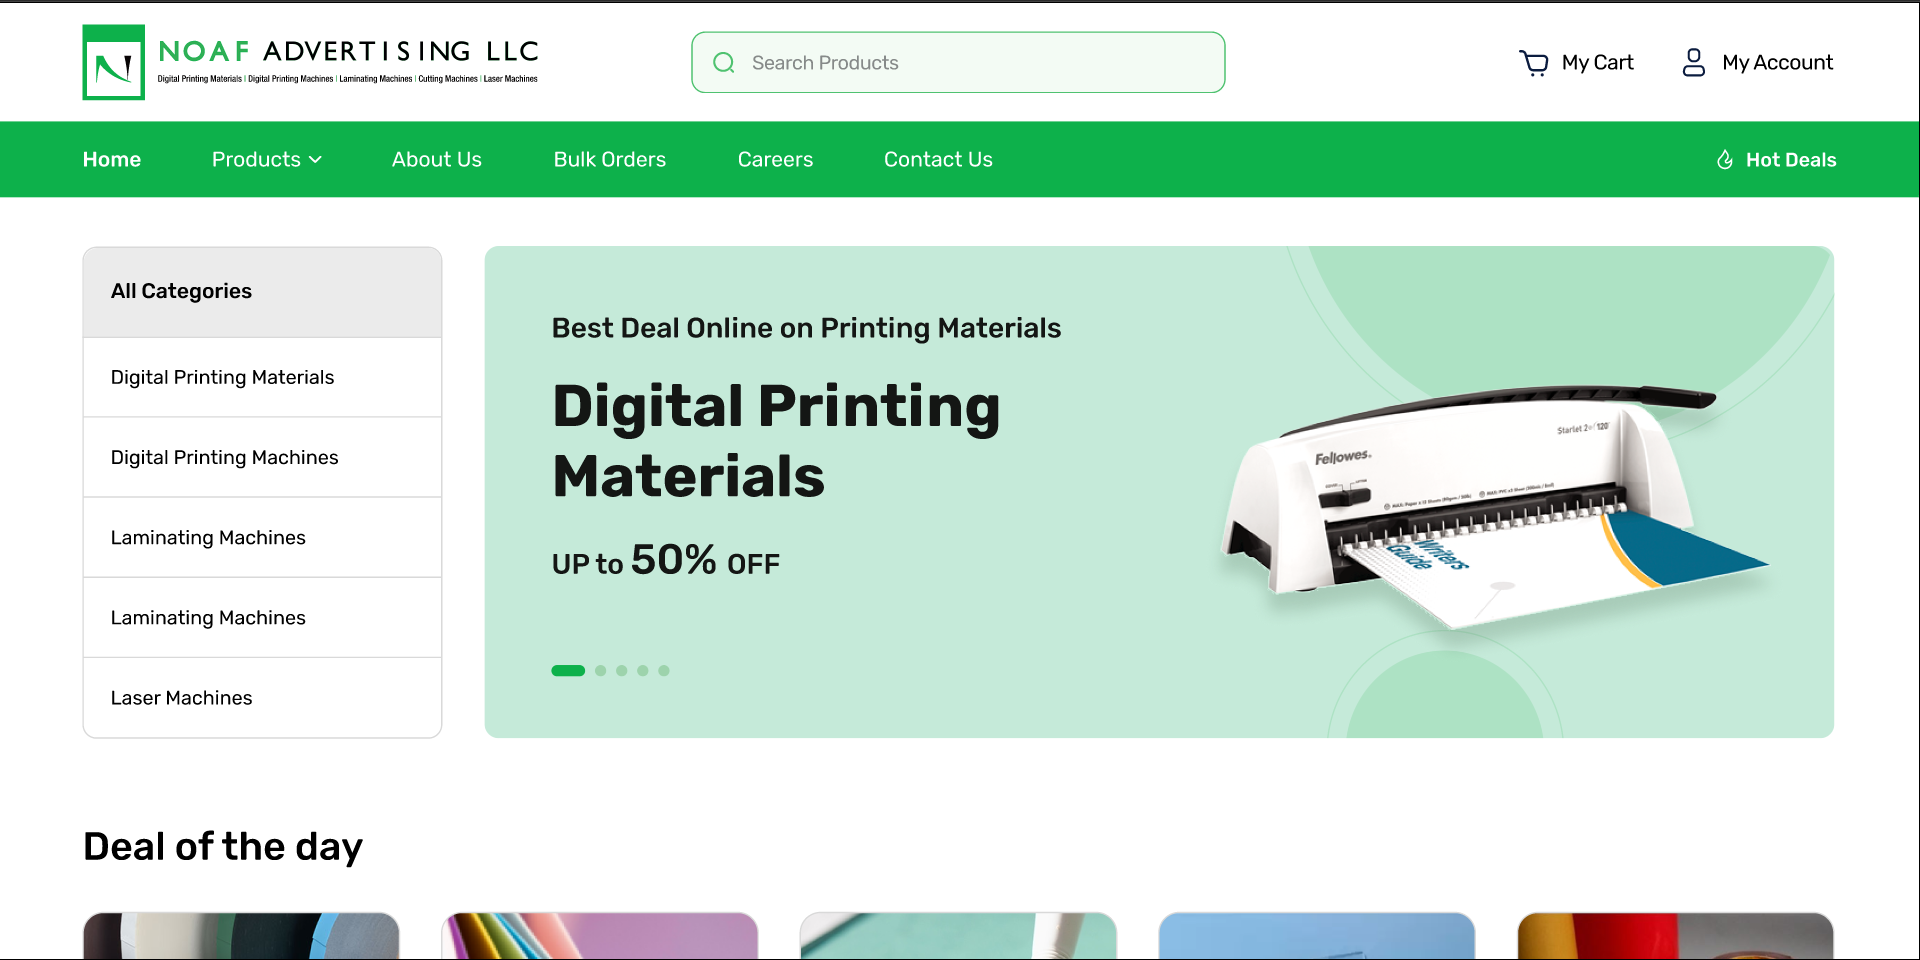 NOAF ADVERTISING LLC
Digital Printing Materials | Digital Printing Machines | Laminating Machines | Cutting Machines | Laser Machines
Search Products
My Cart
My Account
Home
Products
About Us
Bulk Orders
Careers
Contact Us
Hot Deals
All Categories
Digital Printing Materials
Digital Printing Machines
Laminating Machines
Laminating Machines
Laser Machines
Best Deal Online on Printing Materials
Digital Printing
Materials
UP to 50% OFF
Fellowes
Starlet 2 120
Writers
Guide
Deal of the day